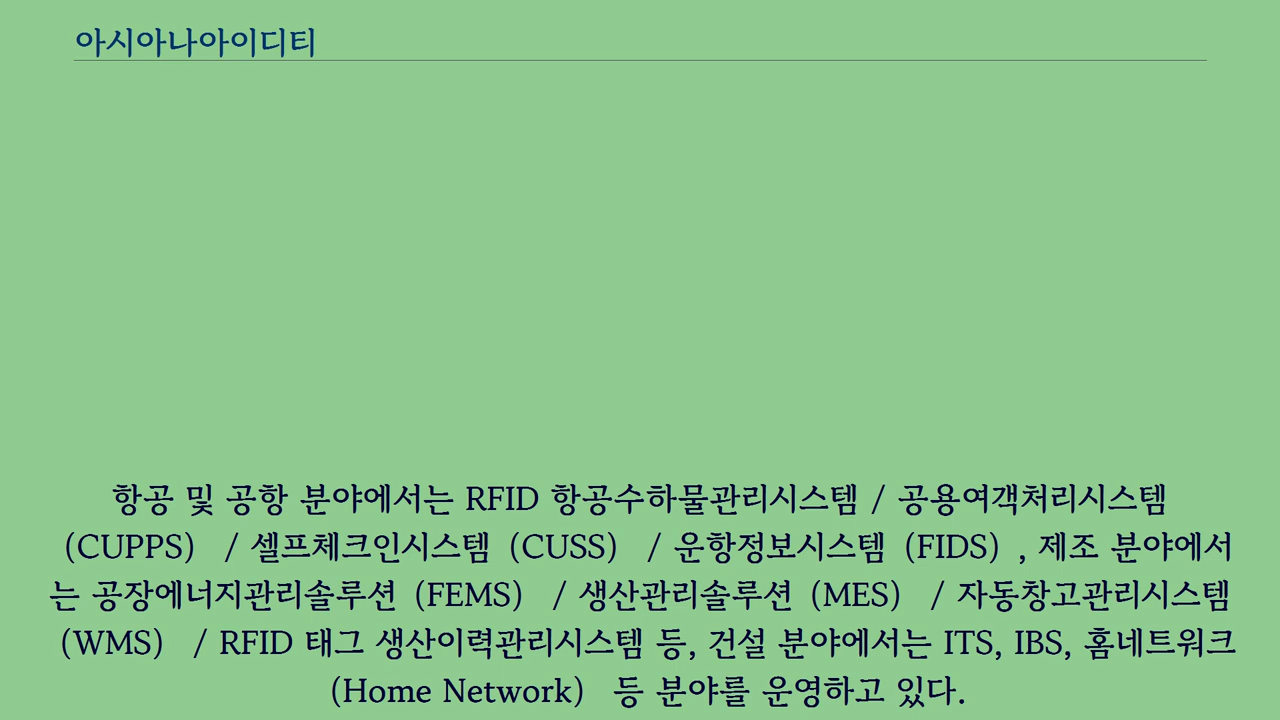 아시아나아이디티
항공 및 공항 분야에서는 RFID 항공수하물관리시스템 / 공용여객처리시스템
（CUPPS） / 셀프체크인시스템（CUSS） / 운항정보시스템（FIDS）, 제조 분야에서
는 공장에너지관리솔루션（FEMS） / 생산관리솔루션（MES） / 자동창고관리시스템
（WMS） / RFID 태그 생산이력관리시스템 등, 건설 분야에서는 ITS, IBS, 홈네트워크
（Home Network） 등 분야를 운영하고 있다.